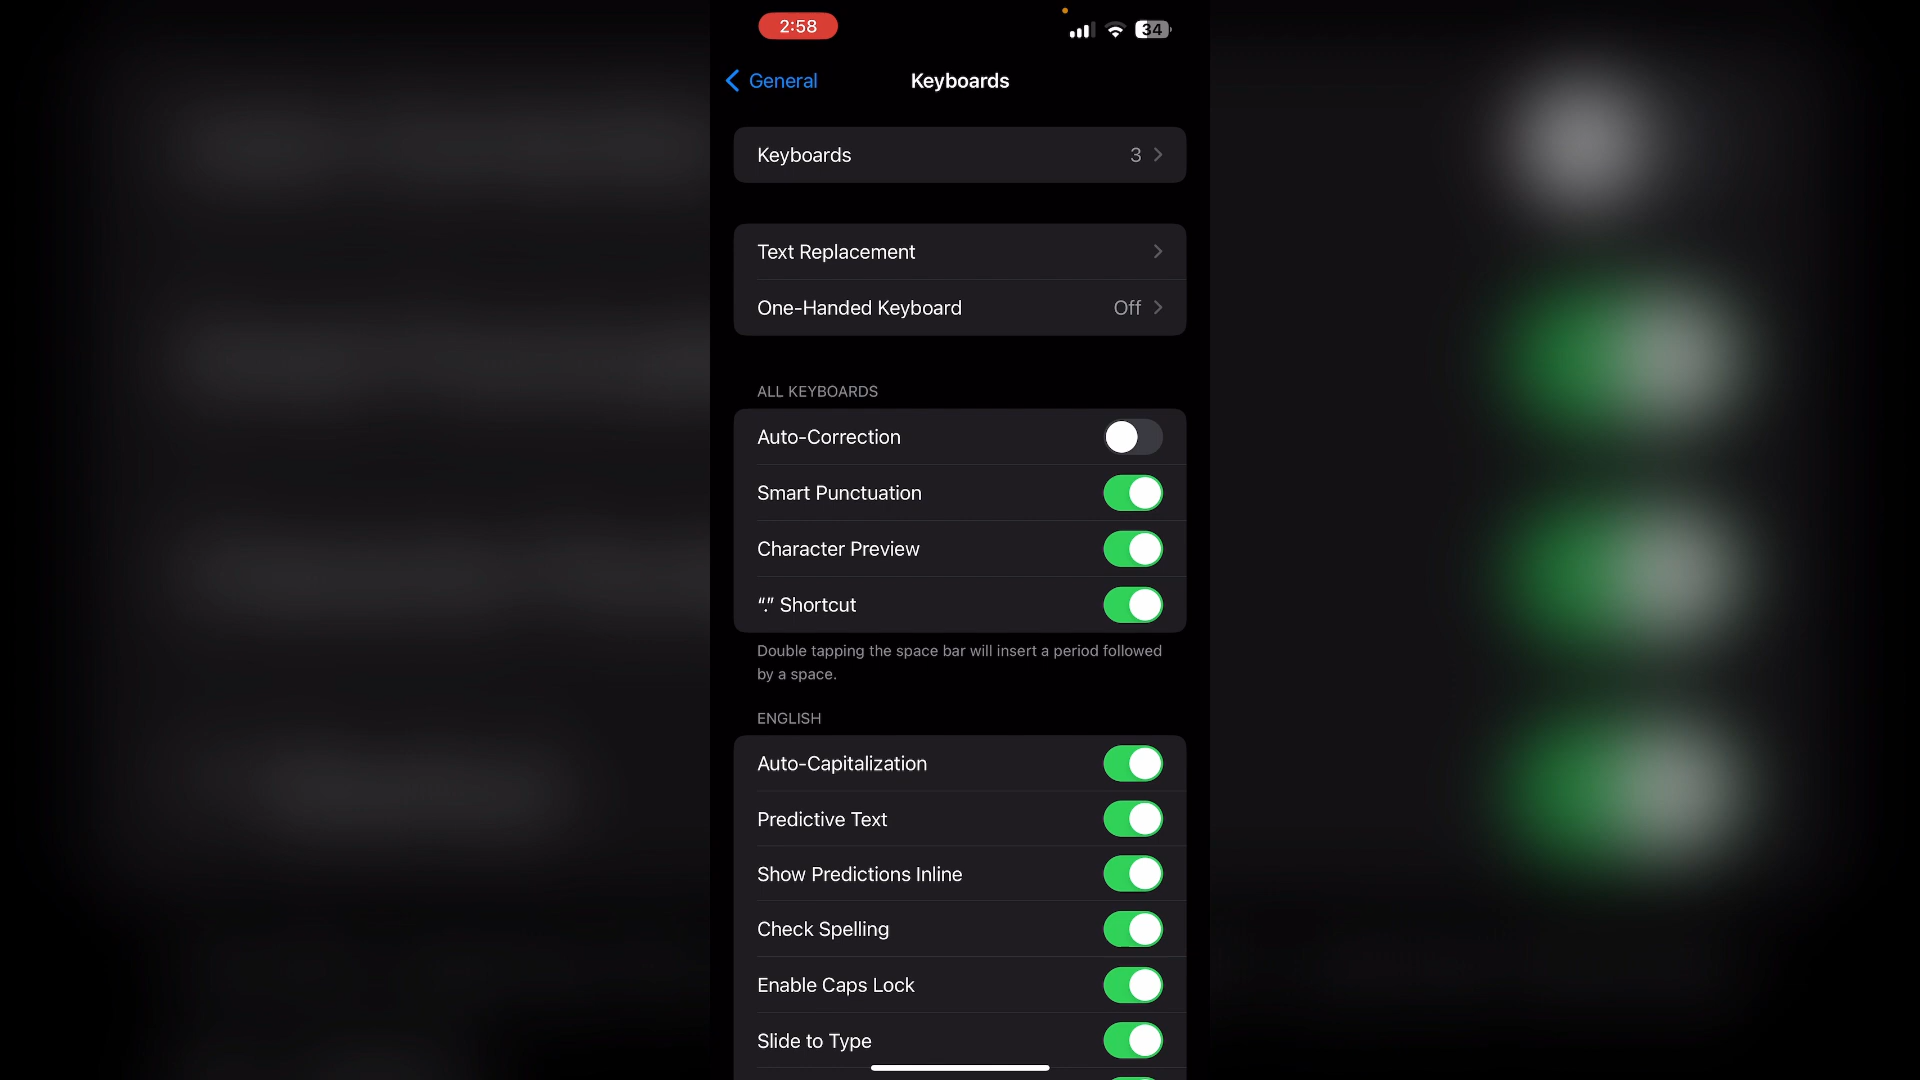 2:58
34
General
Keyboards
Keyboards 3
Text Replacement
One-Handed Keyboard Off
ALL KEYBOARDS
Auto-Correction
Smart Punctuation
Character Preview
“.” Shortcut
Double tapping the space bar will insert a period followed
by a space.
ENGLISH
Auto-Capitalization
Predictive Text
Show Predictions Inline
Check Spelling
Enable Caps Lock
Slide to Type